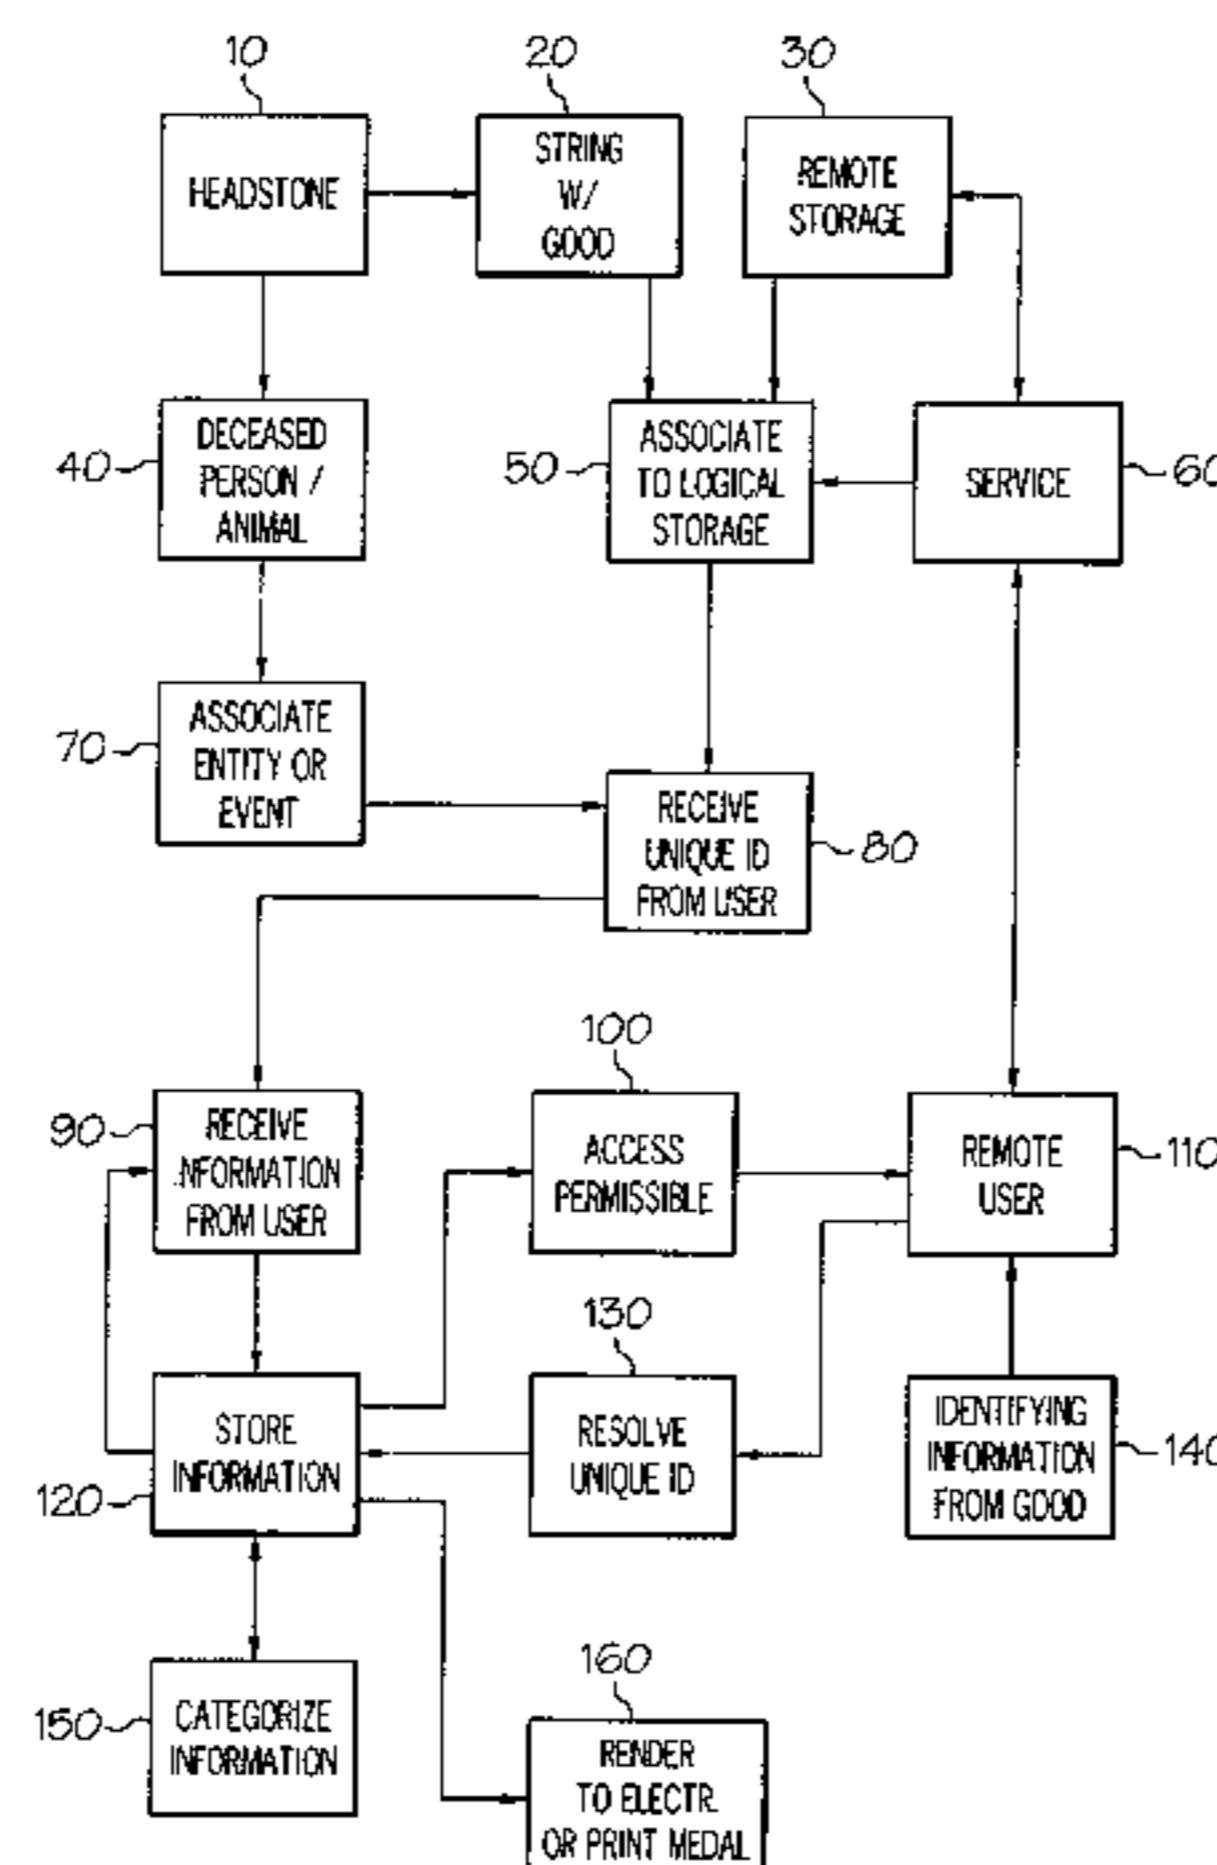 10
20
30
HEADSTONE
STRING
W/
GOOD
REMOTE
STORAGE
40
DECEASED
PERSON /
ANIMAL
50
ASSOCIATE
TO LOGICAL
STORAGE
SERVICE
60
70
ASSOCIATE
ENTITY OR
EVENT
RECEIVE
UNIQUE ID
FROM USER
80
90
RECEIVE
INFORMATION
FROM USER
100
ACCESS
PERMISSIBLE
REMOTE
USER
110
120
STORE
INFORMATION
130
RESOLVE
UNIQUE ID
IDENTIFYING
INFORMATION
FROM GOOD
140
150
CATEGORIZE
INFORMATION
160
RENDER
TO ELECTR.
OR PRINT MEDAL